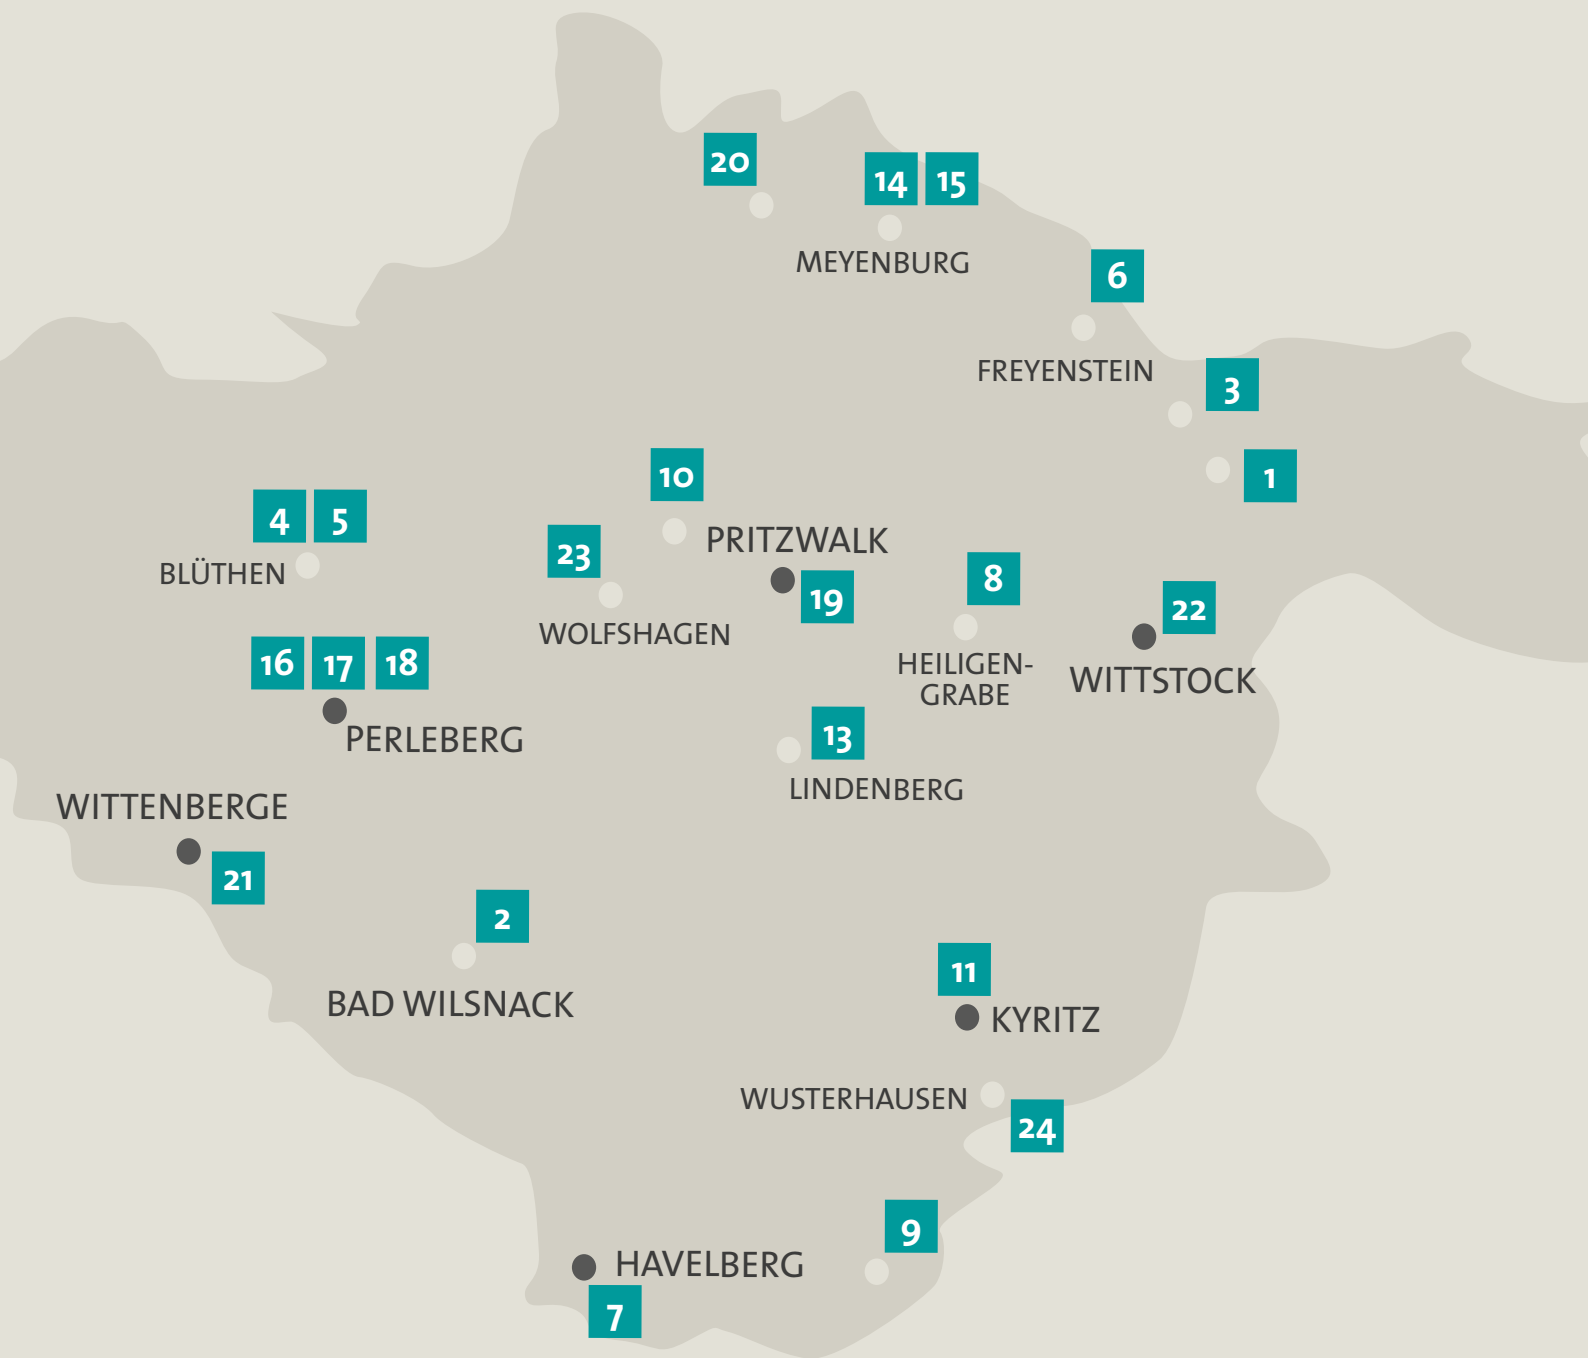 20
14 15
MEYENBURG
6
FREYENSTEIN
3
1
10
4 5
BLÜTHEN
23
PRITZWALK
19
WOLFSHAGEN
8
HEILIGEN-
GRABE
22
WITTSTOCK
16 17 18
PERLEBERG
13
LINDENBERG
WITTENBERGE
21
2
BAD WILSNACK
11
KYRITZ
WUSTERHAUSEN
24
9
HAVELBERG
7